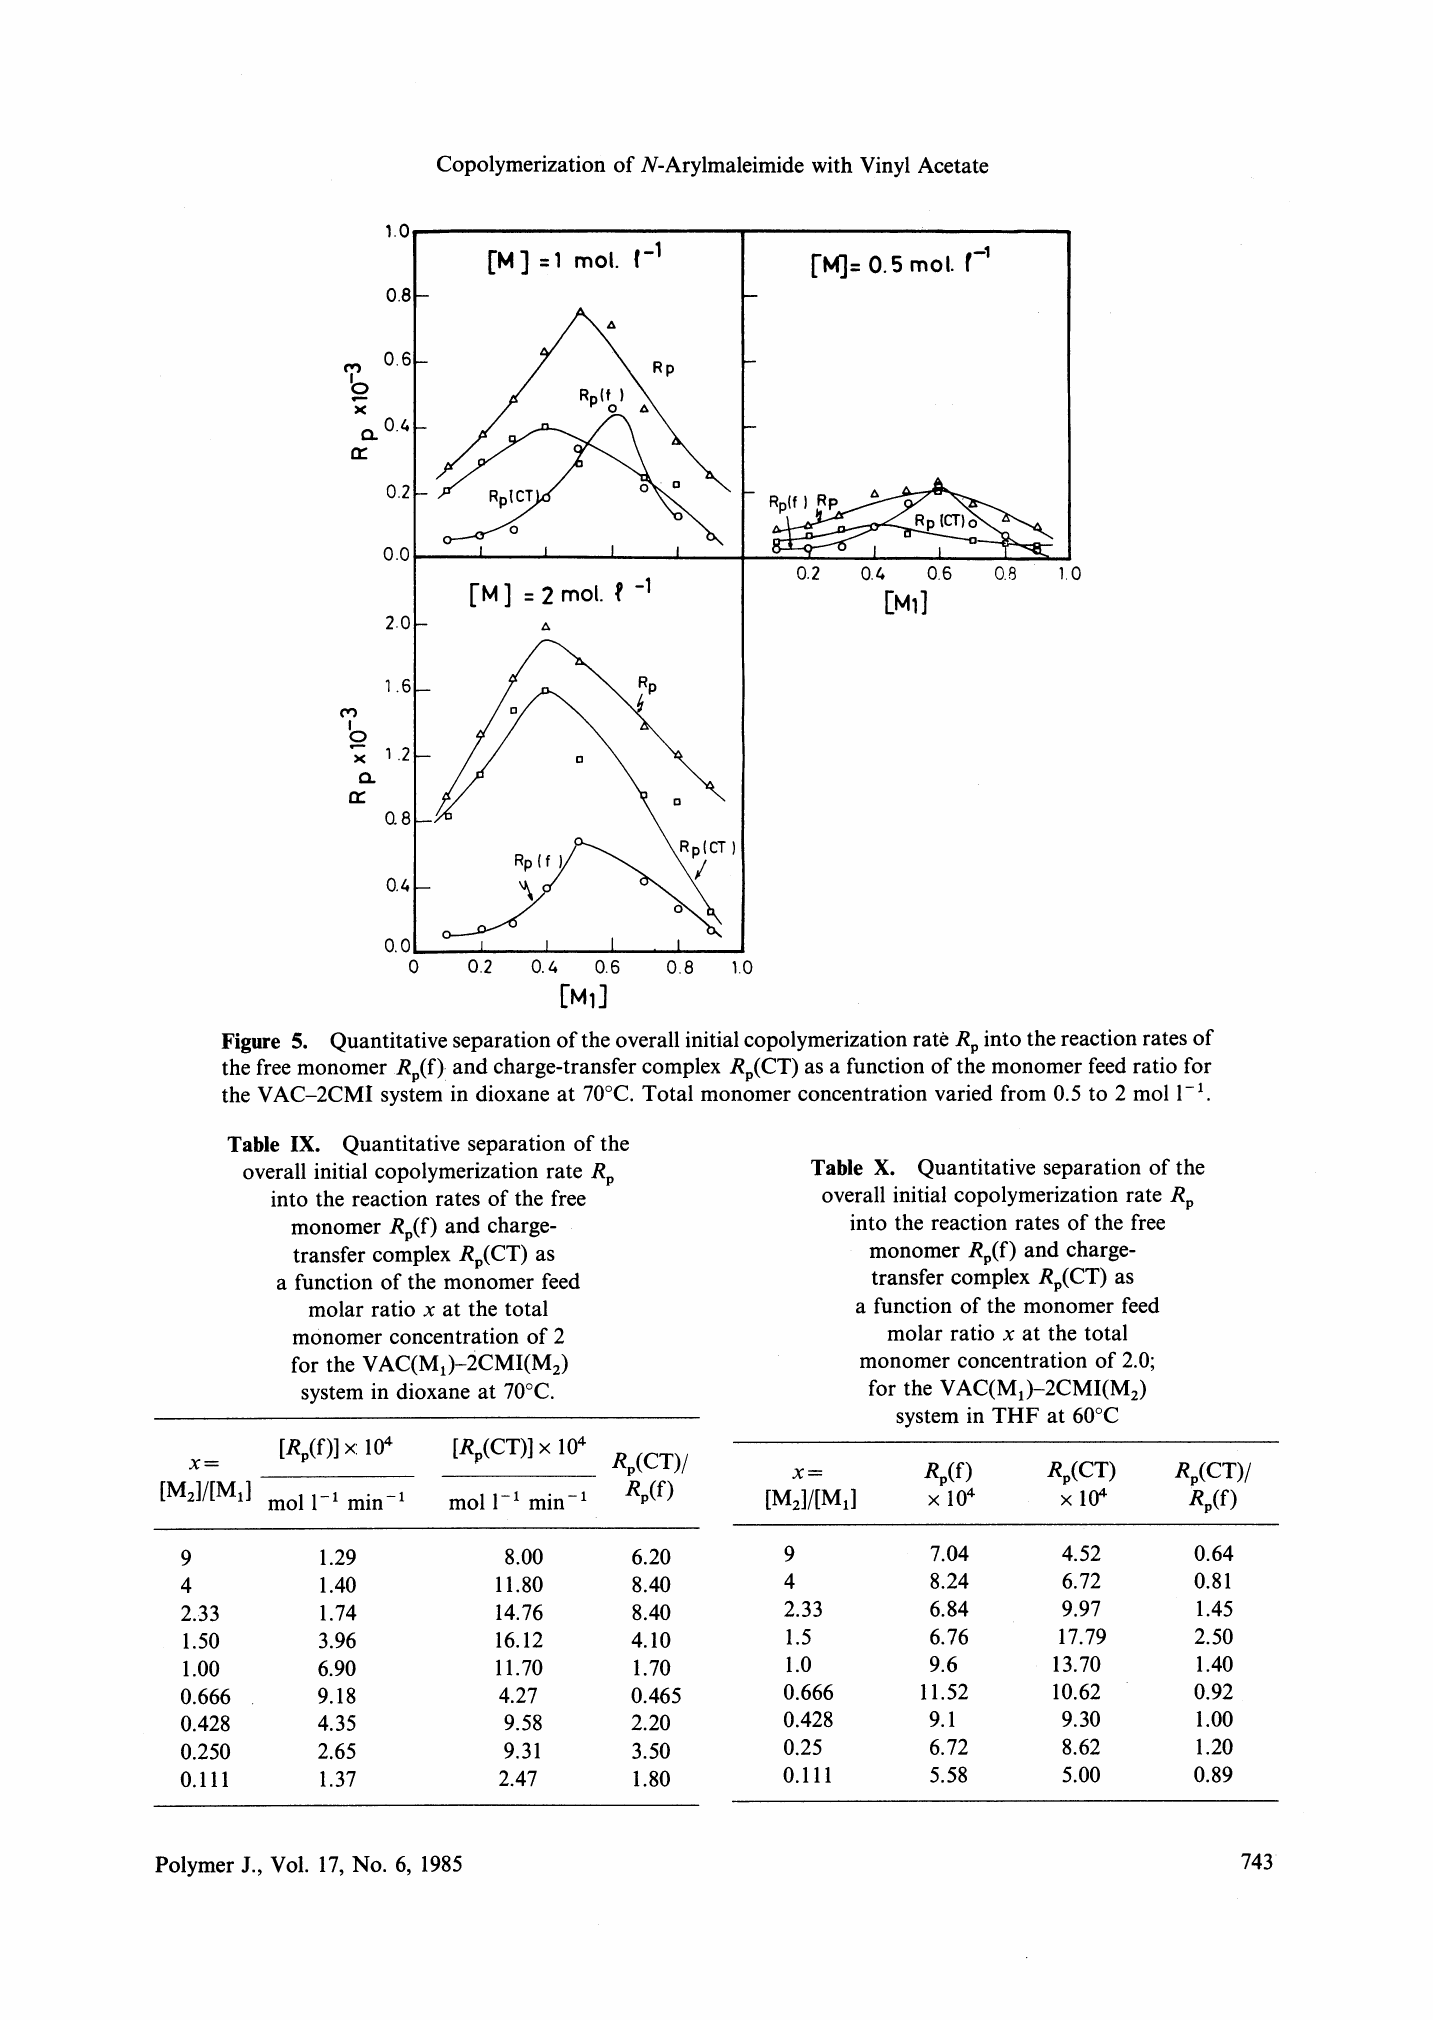 Copolymerization of N-Arylmaleimide with Vinyl Acetate
[M] = 1 mol. l⁻¹
[M] = 0.5 mol. l⁻¹
1.0
0.8
0.6
0.4
0.2
0.0
Rp ×10⁻³
Rp
Rp(f)
Rp(CT)
Rp(f) Rp
Rp(CT)
0.2 0.4 0.6 0.8 1.0
[M1]
[M] = 2 mol. l⁻¹
2.0
1.6
1.2
0.8
0.4
0.0
Rp ×10⁻³
Rp
Rp(CT)
Rp(f)
0 0.2 0.4 0.6 0.8 1.0
[M1]
Figure 5. Quantitative separation of the overall initial copolymerization rate Rp into the reaction rates of
the free monomer Rp(f) and charge-transfer complex Rp(CT) as a function of the monomer feed ratio for
the VAC–2CMI system in dioxane at 70°C. Total monomer concentration varied from 0.5 to 2 mol l⁻¹.
Table IX. Quantitative separation of the
overall initial copolymerization rate Rp
into the reaction rates of the free
monomer Rp(f) and charge-
transfer complex Rp(CT) as
a function of the monomer feed
molar ratio x at the total
monomer concentration of 2
for the VAC(M₁)–2CMI(M₂)
system in dioxane at 70°C.
x= [Rp(f)] × 10⁴ [Rp(CT)] × 10⁴ Rp(CT)/
[M₂]/[M₁] mol l⁻¹ min⁻¹ mol l⁻¹ min⁻¹ Rp(f)
9 1.29 8.00 6.20
4 1.40 11.80 8.40
2.33 1.74 14.76 8.40
1.50 3.96 16.12 4.10
1.00 6.90 11.70 1.70
0.666 9.18 4.27 0.465
0.428 4.35 9.58 2.20
0.250 2.65 9.31 3.50
0.111 1.37 2.47 1.80
Table X. Quantitative separation of the
overall initial copolymerization rate Rp
into the reaction rates of the free
monomer Rp(f) and charge-
transfer complex Rp(CT) as
a function of the monomer feed
molar ratio x at the total
monomer concentration of 2.0;
for the VAC(M₁)–2CMI(M₂)
system in THF at 60°C
x= Rp(f) Rp(CT) Rp(CT)/
[M₂]/[M₁] × 10⁴ × 10⁴ Rp(f)
9 7.04 4.52 0.64
4 8.24 6.72 0.81
2.33 6.84 9.97 1.45
1.5 6.76 17.79 2.50
1.0 9.6 13.70 1.40
0.666 11.52 10.62 0.92
0.428 9.1 9.30 1.00
0.25 6.72 8.62 1.20
0.111 5.58 5.00 0.89
Polymer J., Vol. 17, No. 6, 1985
743